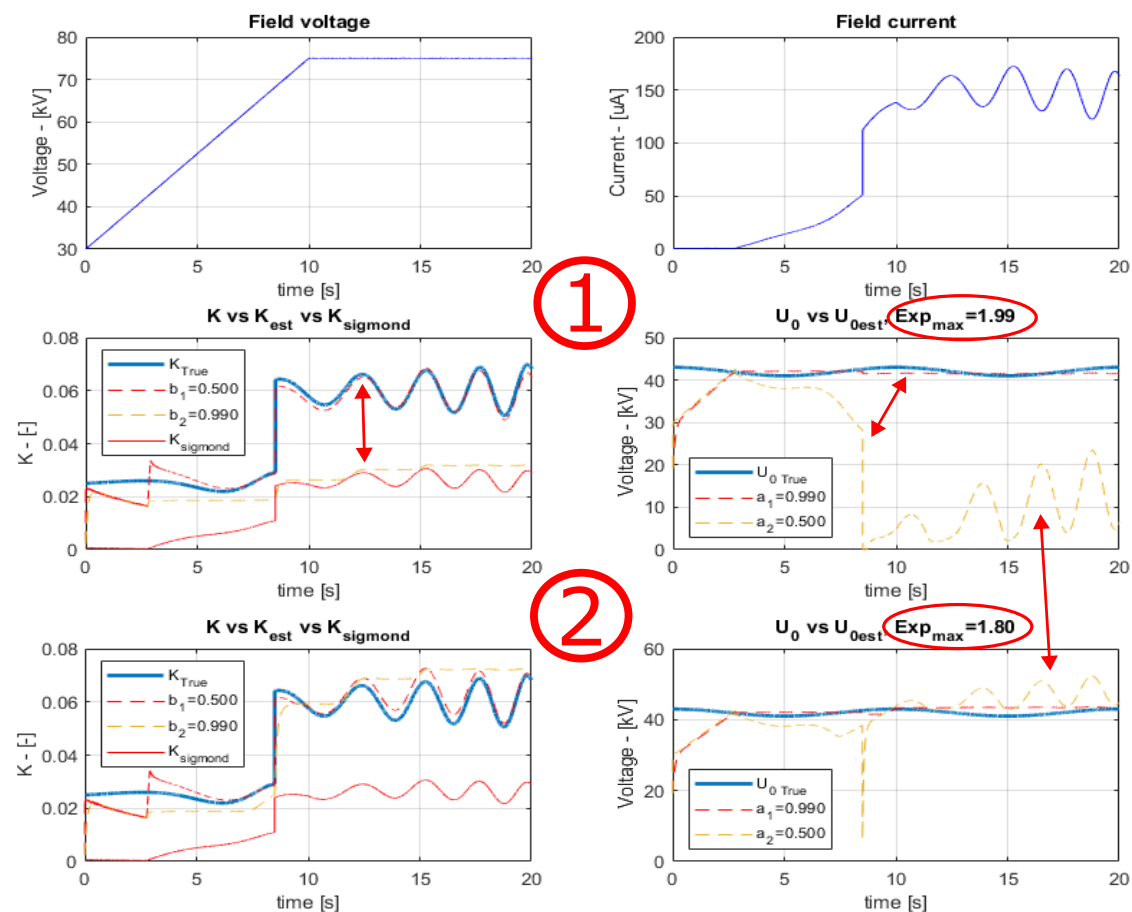 Field voltage
80
70
60
50
40
30
Voltage - [kV]
0 5 10 15 20
time [s]
Field current
200
150
100
50
0
Current - [uA]
0 5 10 15 20
time [s]
1
K vs K_est vs K_sigmond
0.08
0.06
0.04
0.02
0
K - [-]
K_True
b_1=0.500
b_2=0.990
K_sigmond
0 5 10 15 20
time [s]
U_0 vs U_0est, Exp_max=1.99
50
40
30
20
10
0
Voltage - [kV]
U_0 True
a_1=0.990
a_2=0.500
0 5 10 15 20
time [s]
2
K vs K_est vs K_sigmond
0.08
0.06
0.04
0.02
0
K - [-]
K_True
b_1=0.500
b_2=0.990
K_sigmond
0 5 10 15 20
time [s]
U_0 vs U_0est, Exp_max=1.80
60
40
20
0
Voltage - [kV]
U_0 True
a_1=0.990
a_2=0.500
0 5 10 15 20
time [s]